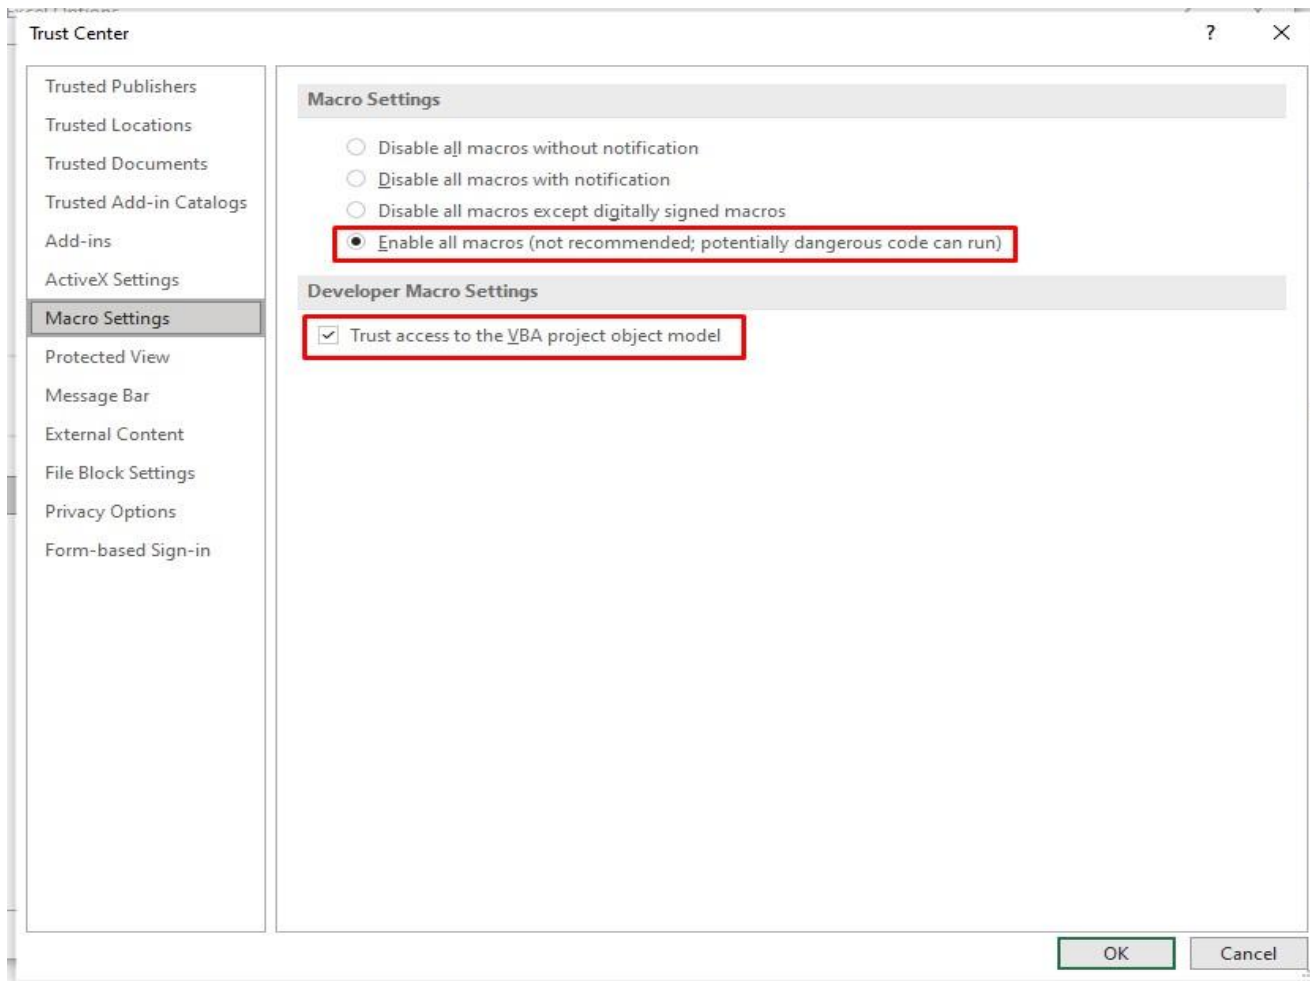 Excel Options
Trust Center
?
Trusted Publishers
Trusted Locations
Trusted Documents
Trusted Add-in Catalogs
Add-ins
ActiveX Settings
Macro Settings
Protected View
Message Bar
External Content
File Block Settings
Privacy Options
Form-based Sign-in
Macro Settings
Disable all macros without notification
Disable all macros with notification
Disable all macros except digitally signed macros
Enable all macros (not recommended; potentially dangerous code can run)
Developer Macro Settings
Trust access to the VBA project object model
OK
Cancel